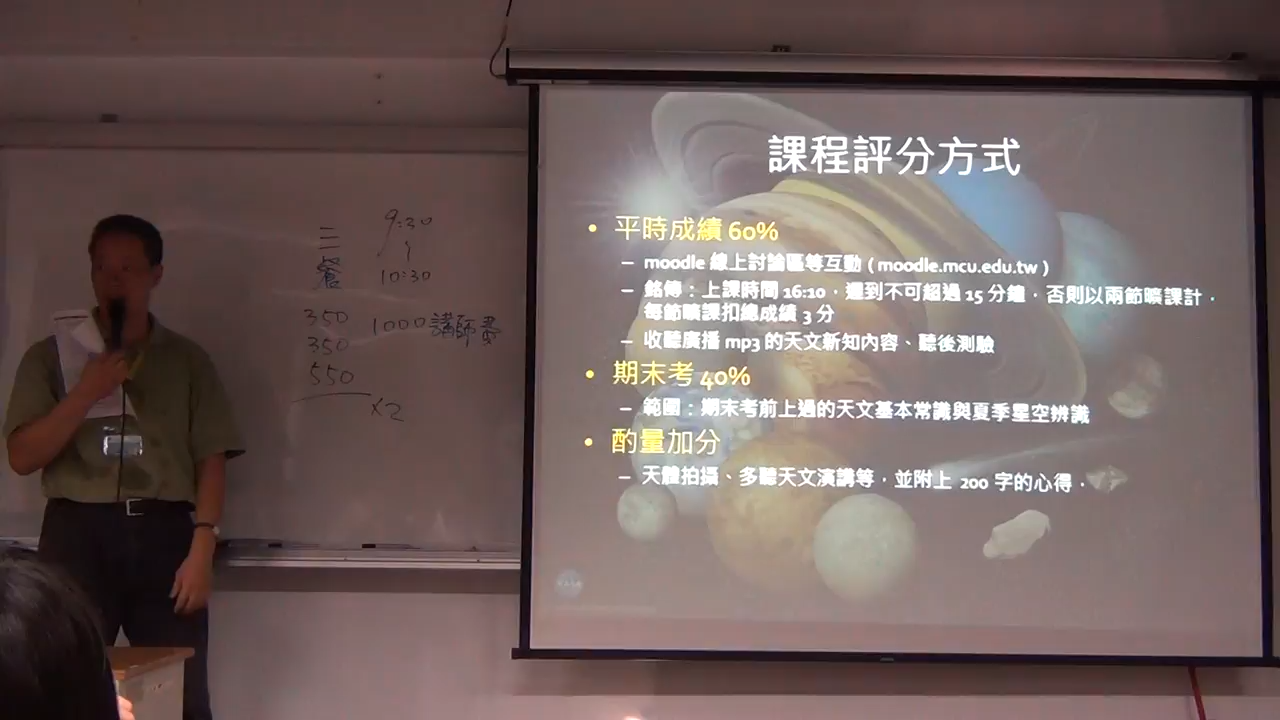 三餐
9:30
10:30
350
350
550
1000 講師費
x2
課程評分方式
• 平時成績 60%
– moodle 線上討論區等互動 ( moodle.mcu.edu.tw )
– 銘傳：上課時間 16:10，遲到不可超過 15 分鐘，否則以兩節曠課計，
每節曠課扣總成績 3 分
– 收聽廣播 mp3 的天文新知內容、聽後測驗
• 期末考 40%
– 範圍：期末考前上過的天文基本常識與夏季星空辨識
• 酌量加分
– 天體拍攝、多聽天文演講等，並附上 200 字的心得。